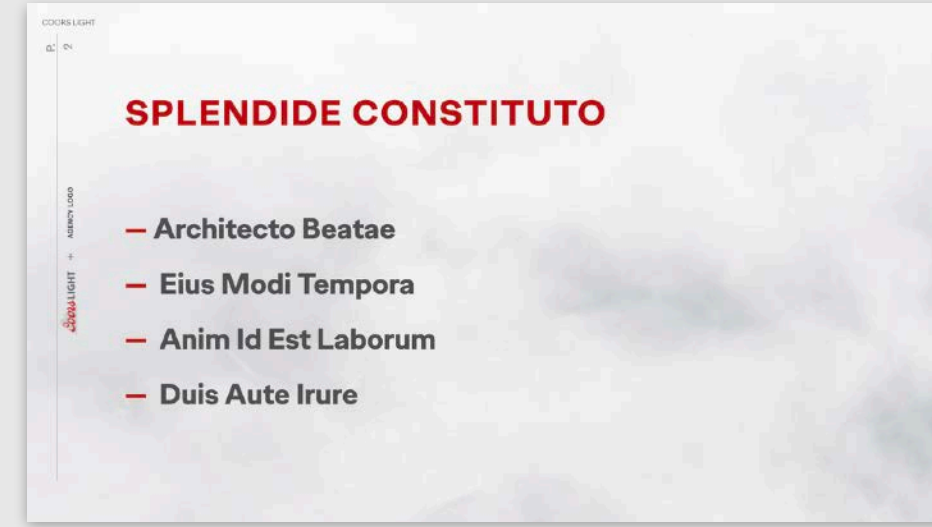 COORS LIGHT
P. 2
SPLENDIDE CONSTITUTO
— Architecto Beatae
— Eius Modi Tempora
— Anim Id Est Laborum
— Duis Aute Irure
Coors LIGHT + AGENCY LOGO